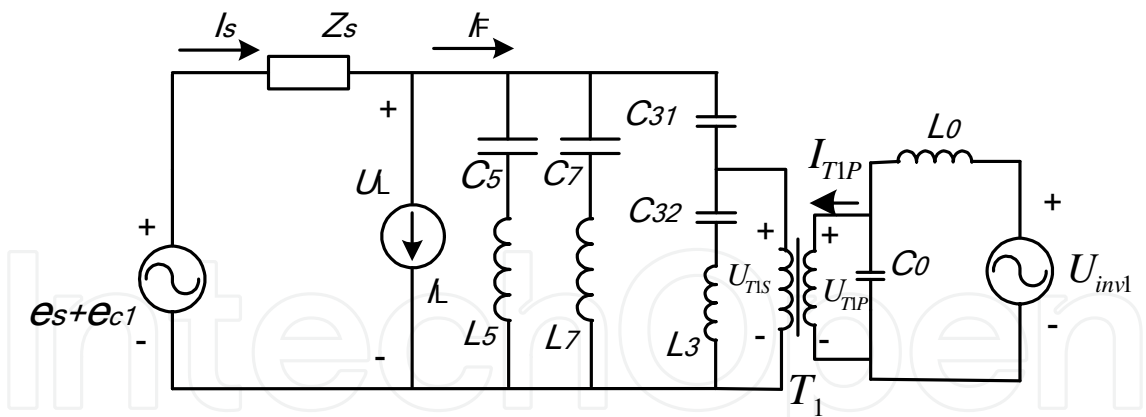 Is Zs IF
C31
L0
IT1P
+
C5 C7
UL
C32
+ + + +
C0
UT1S UT1P
Uinv1
es+ec1
IL
- L5 L7 L3 - - -
-
T1
IntechOpen